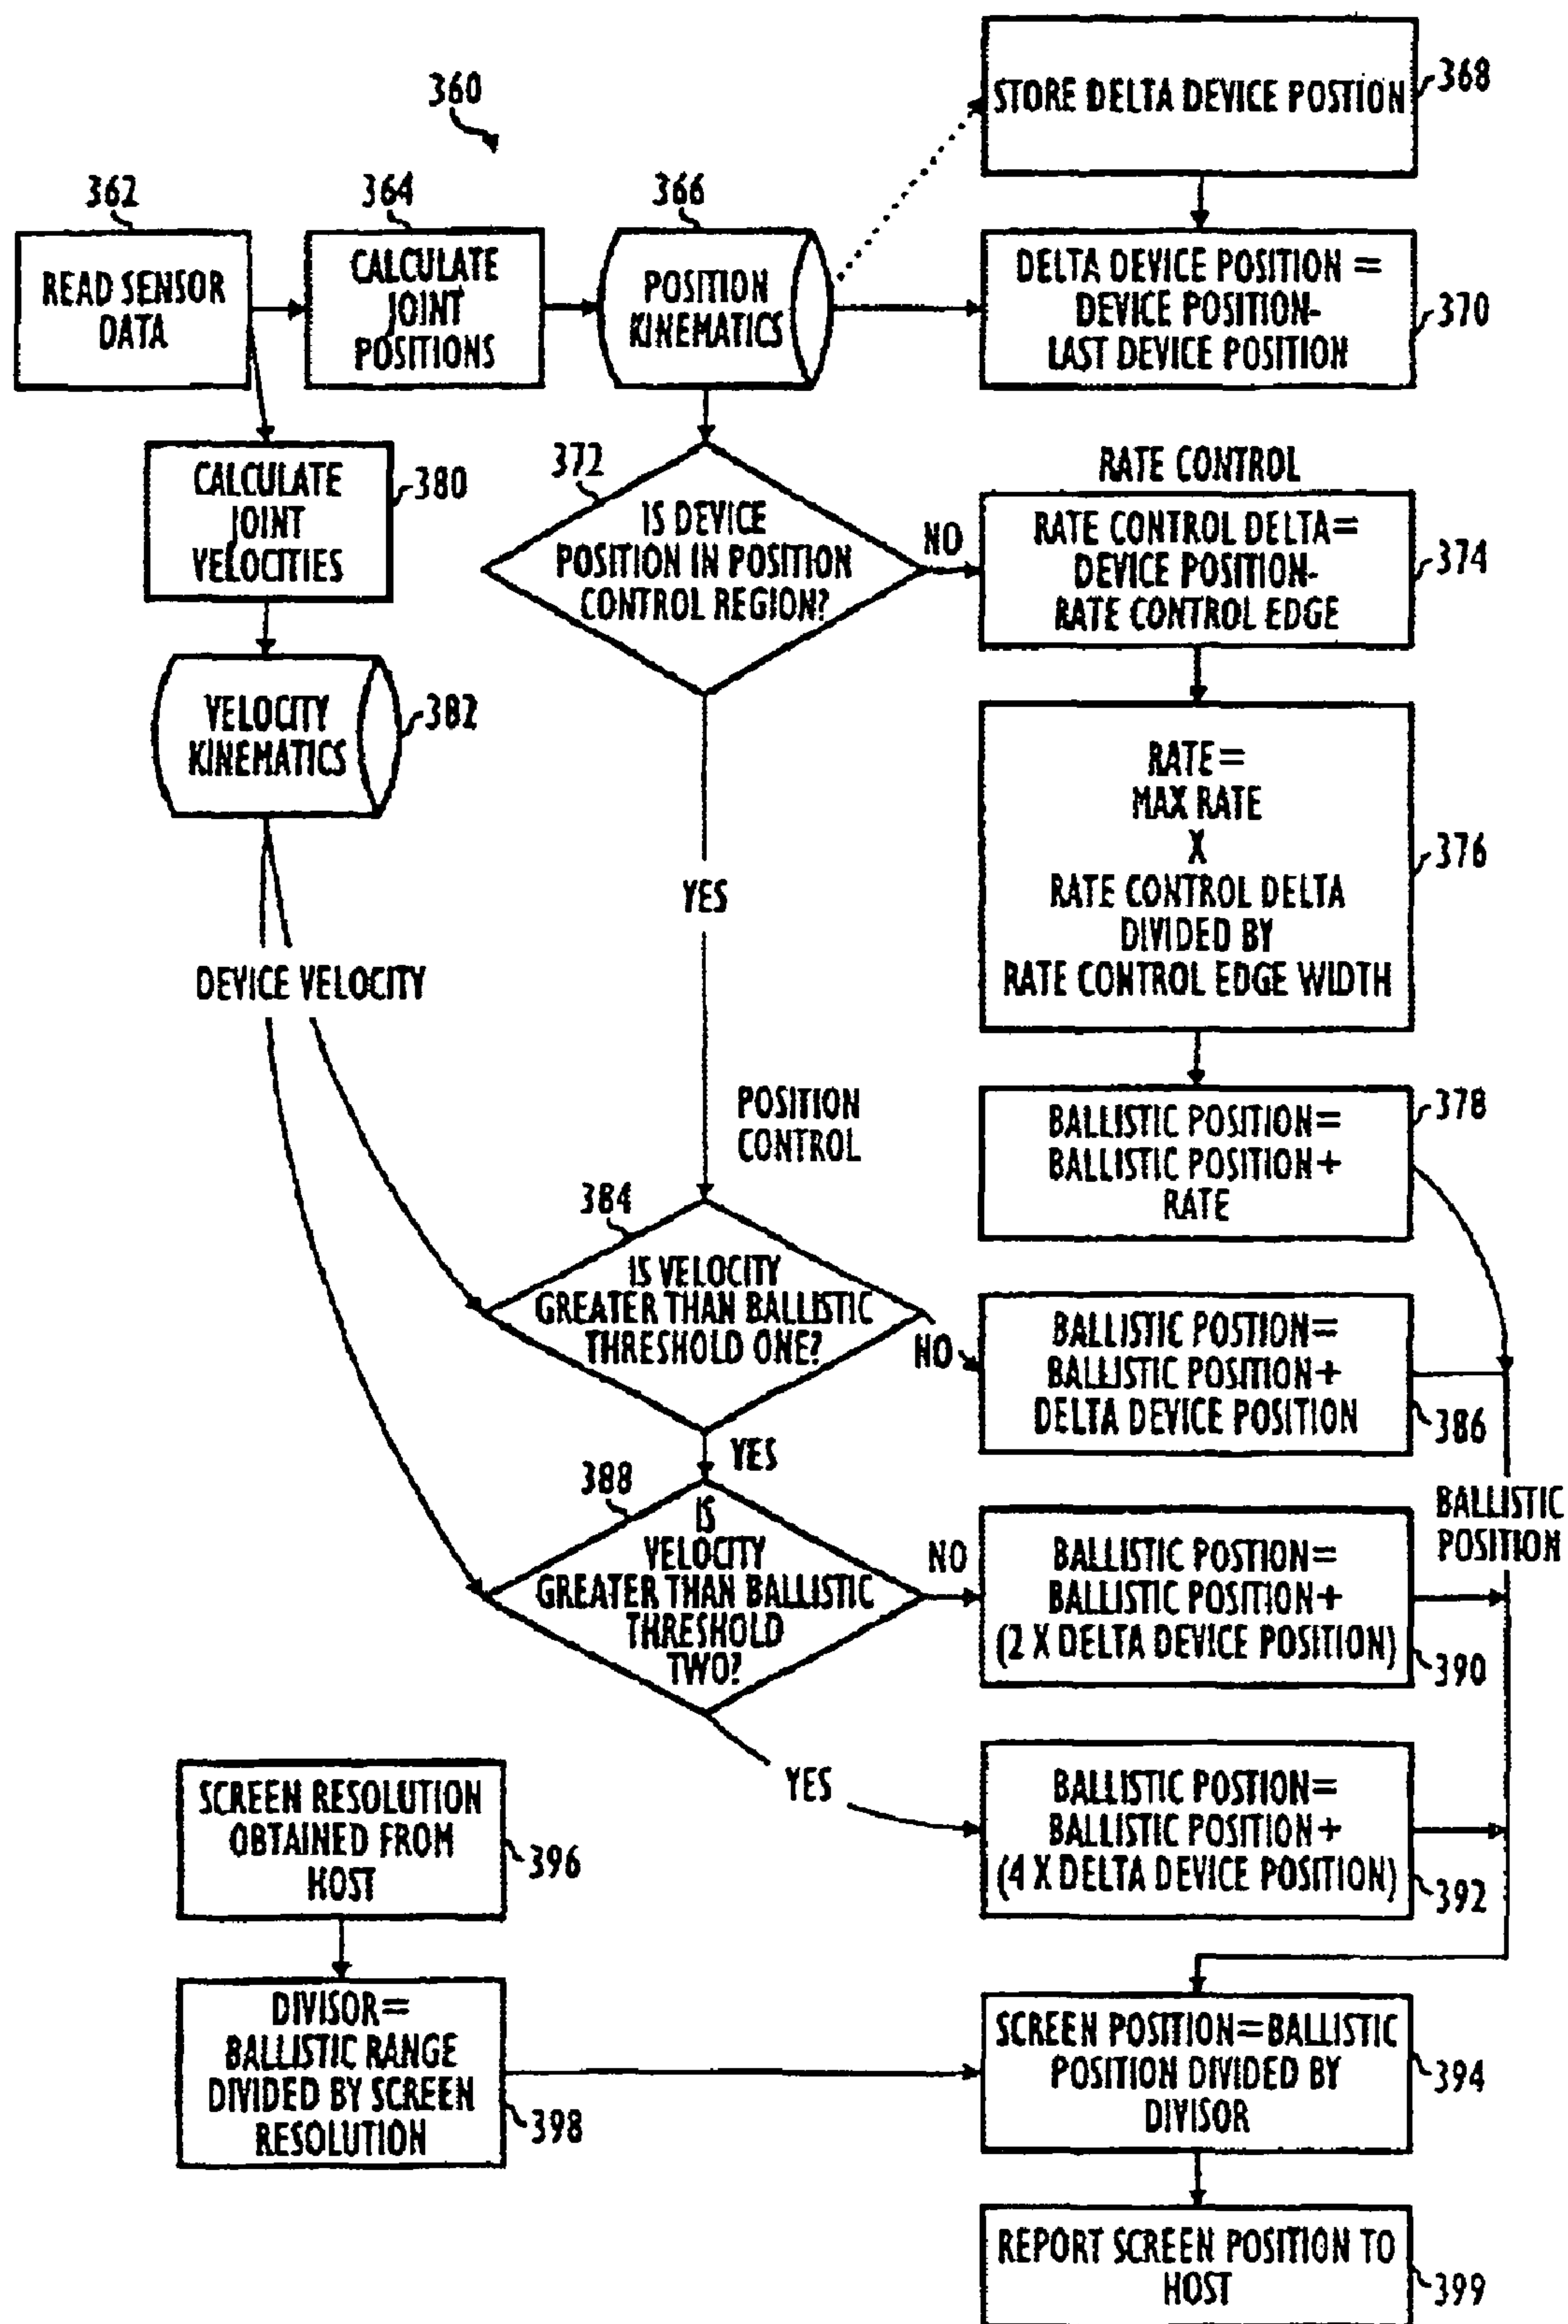 360
368
STORE DELTA DEVICE POSTION
362
READ SENSOR
DATA
364
CALCULATE
JOINT
POSITIONS
366
POSITION
KINEMATICS
DELTA DEVICE POSITION =
DEVICE POSITION-
LAST DEVICE POSITION
370
CALCULATE
JOINT
VELOCITIES
380
372
IS DEVICE
POSITION IN POSITION
CONTROL REGION?
NO
RATE CONTROL
RATE CONTROL DELTA=
DEVICE POSITION-
RATE CONTROL EDGE
374
VELOCITY
KINEMATICS
382
RATE=
MAX RATE
X
RATE CONTROL DELTA
DIVIDED BY
RATE CONTROL EDGE WIDTH
376
YES
DEVICE VELOCITY
POSITION
CONTROL
BALLISTIC POSITION=
BALLISTIC POSITION+
RATE
378
384
IS VELOCITY
GREATER THAN BALLISTIC
THRESHOLD ONE?
NO
BALLISTIC POSTION=
BALLISTIC POSITION+
DELTA DEVICE POSITION
386
YES
388
IS
VELOCITY
GREATER THAN BALLISTIC
THRESHOLD
TWO?
NO
BALLISTIC POSTION=
BALLISTIC POSITION+
(2 X DELTA DEVICE POSITION)
390
BALLISTIC
POSITION
YES
BALLISTIC POSTION=
BALLISTIC POSITION+
(4 X DELTA DEVICE POSITION)
392
SCREEN RESOLUTION
OBTAINED FROM
HOST
396
DIVISOR=
BALLISTIC RANGE
DIVIDED BY SCREEN
RESOLUTION
398
SCREEN POSITION=BALLISTIC
POSITION DIVIDED BY
DIVISOR
394
REPORT SCREEN POSITION TO
HOST
399